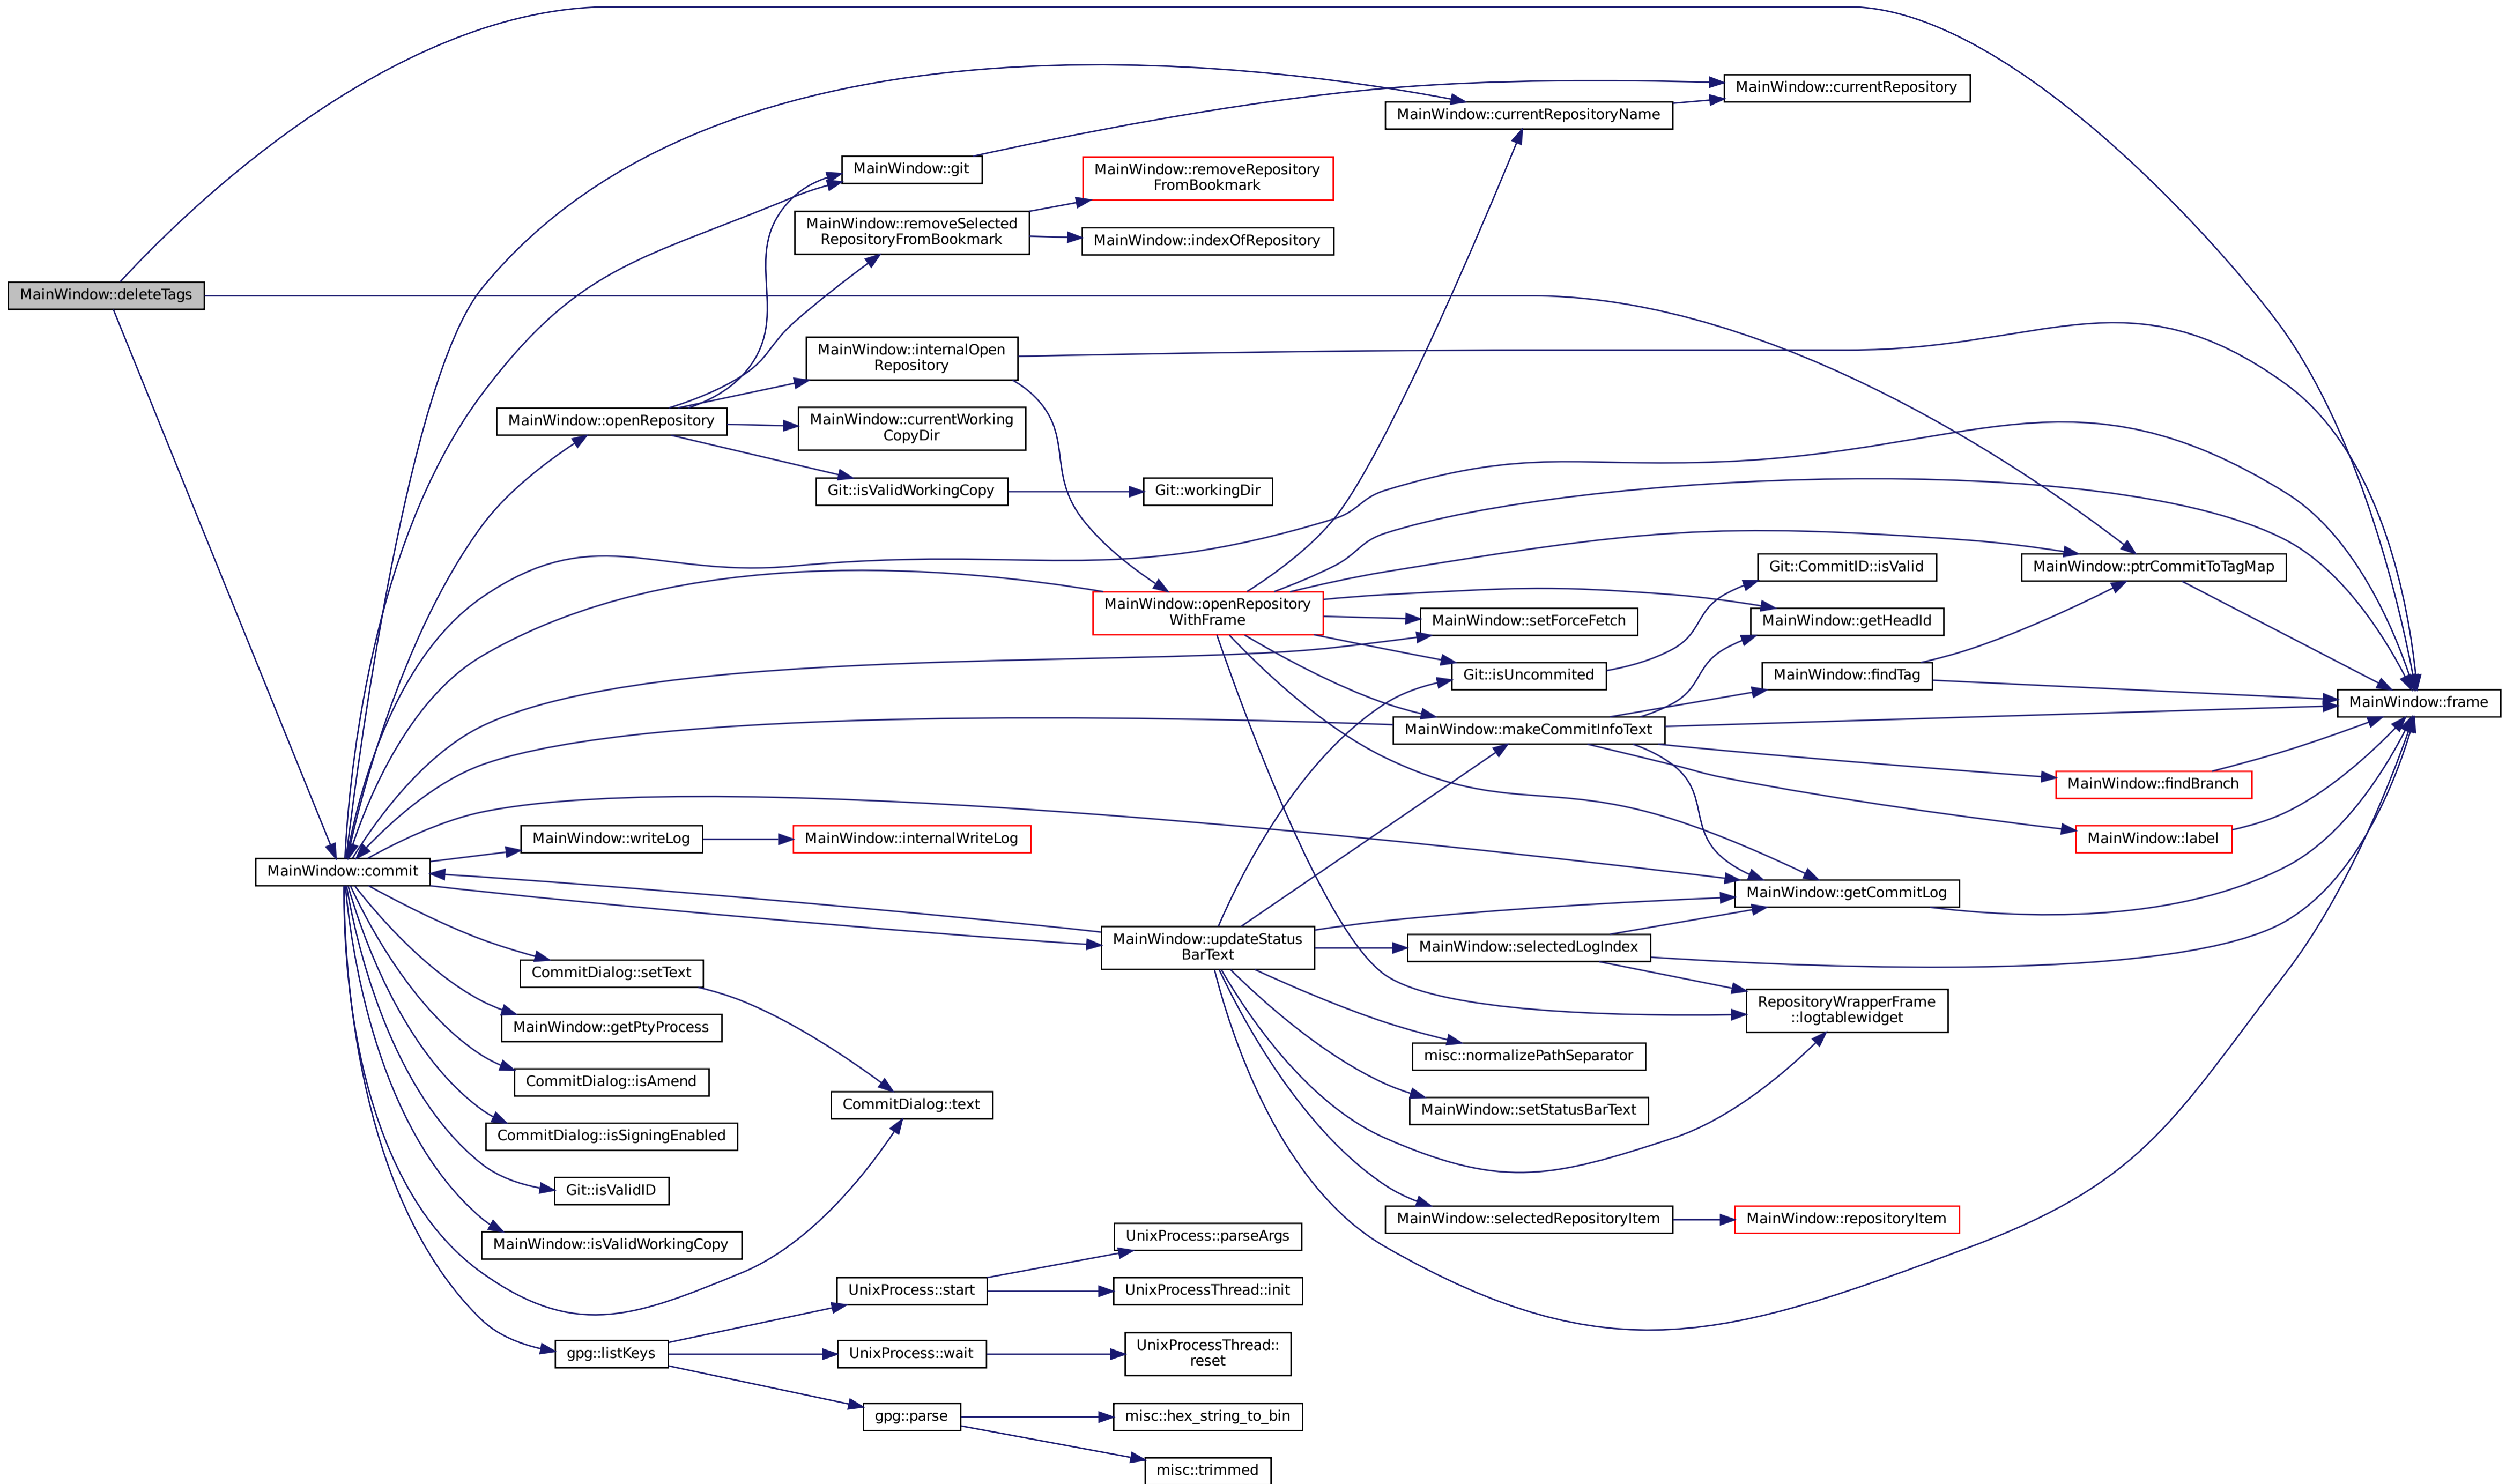 MainWindow::currentRepository
MainWindow::currentRepositoryName
MainWindow::git
MainWindow::removeRepository
FromBookmark
MainWindow::removeSelected
RepositoryFromBookmark
MainWindow::indexOfRepository
MainWindow::deleteTags
MainWindow::internalOpen
Repository
MainWindow::openRepository
MainWindow::currentWorking
CopyDir
Git::isValidWorkingCopy
Git::workingDir
Git::CommitID::isValid
MainWindow::ptrCommitToTagMap
MainWindow::openRepository
WithFrame
MainWindow::setForceFetch
MainWindow::getHeadId
Git::isUncommited
MainWindow::findTag
MainWindow::frame
MainWindow::makeCommitInfoText
MainWindow::findBranch
MainWindow::writeLog
MainWindow::internalWriteLog
MainWindow::label
MainWindow::commit
MainWindow::getCommitLog
MainWindow::updateStatus
BarText
MainWindow::selectedLogIndex
CommitDialog::setText
RepositoryWrapperFrame
::logtablewidget
MainWindow::getPtyProcess
misc::normalizePathSeparator
CommitDialog::isAmend
CommitDialog::text
MainWindow::setStatusBarText
CommitDialog::isSigningEnabled
Git::isValidID
MainWindow::selectedRepositoryItem
MainWindow::repositoryItem
MainWindow::isValidWorkingCopy
UnixProcess::parseArgs
UnixProcess::start
UnixProcessThread::init
gpg::listKeys
UnixProcess::wait
UnixProcessThread::
reset
gpg::parse
misc::hex_string_to_bin
misc::trimmed